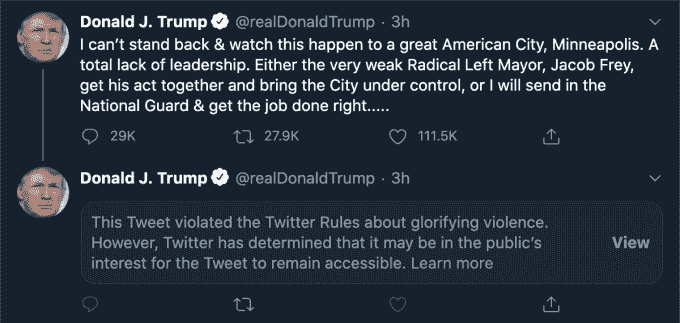 Donald J. Trump @realDonaldTrump · 3h
I can't stand back & watch this happen to a great American City, Minneapolis. A
total lack of leadership. Either the very weak Radical Left Mayor, Jacob Frey,
get his act together and bring the City under control, or I will send in the
National Guard & get the job done right.....
29K 27.9K 111.5K
Donald J. Trump @realDonaldTrump · 3h
This Tweet violated the Twitter Rules about glorifying violence.
However, Twitter has determined that it may be in the public's
interest for the Tweet to remain accessible. Learn more
View